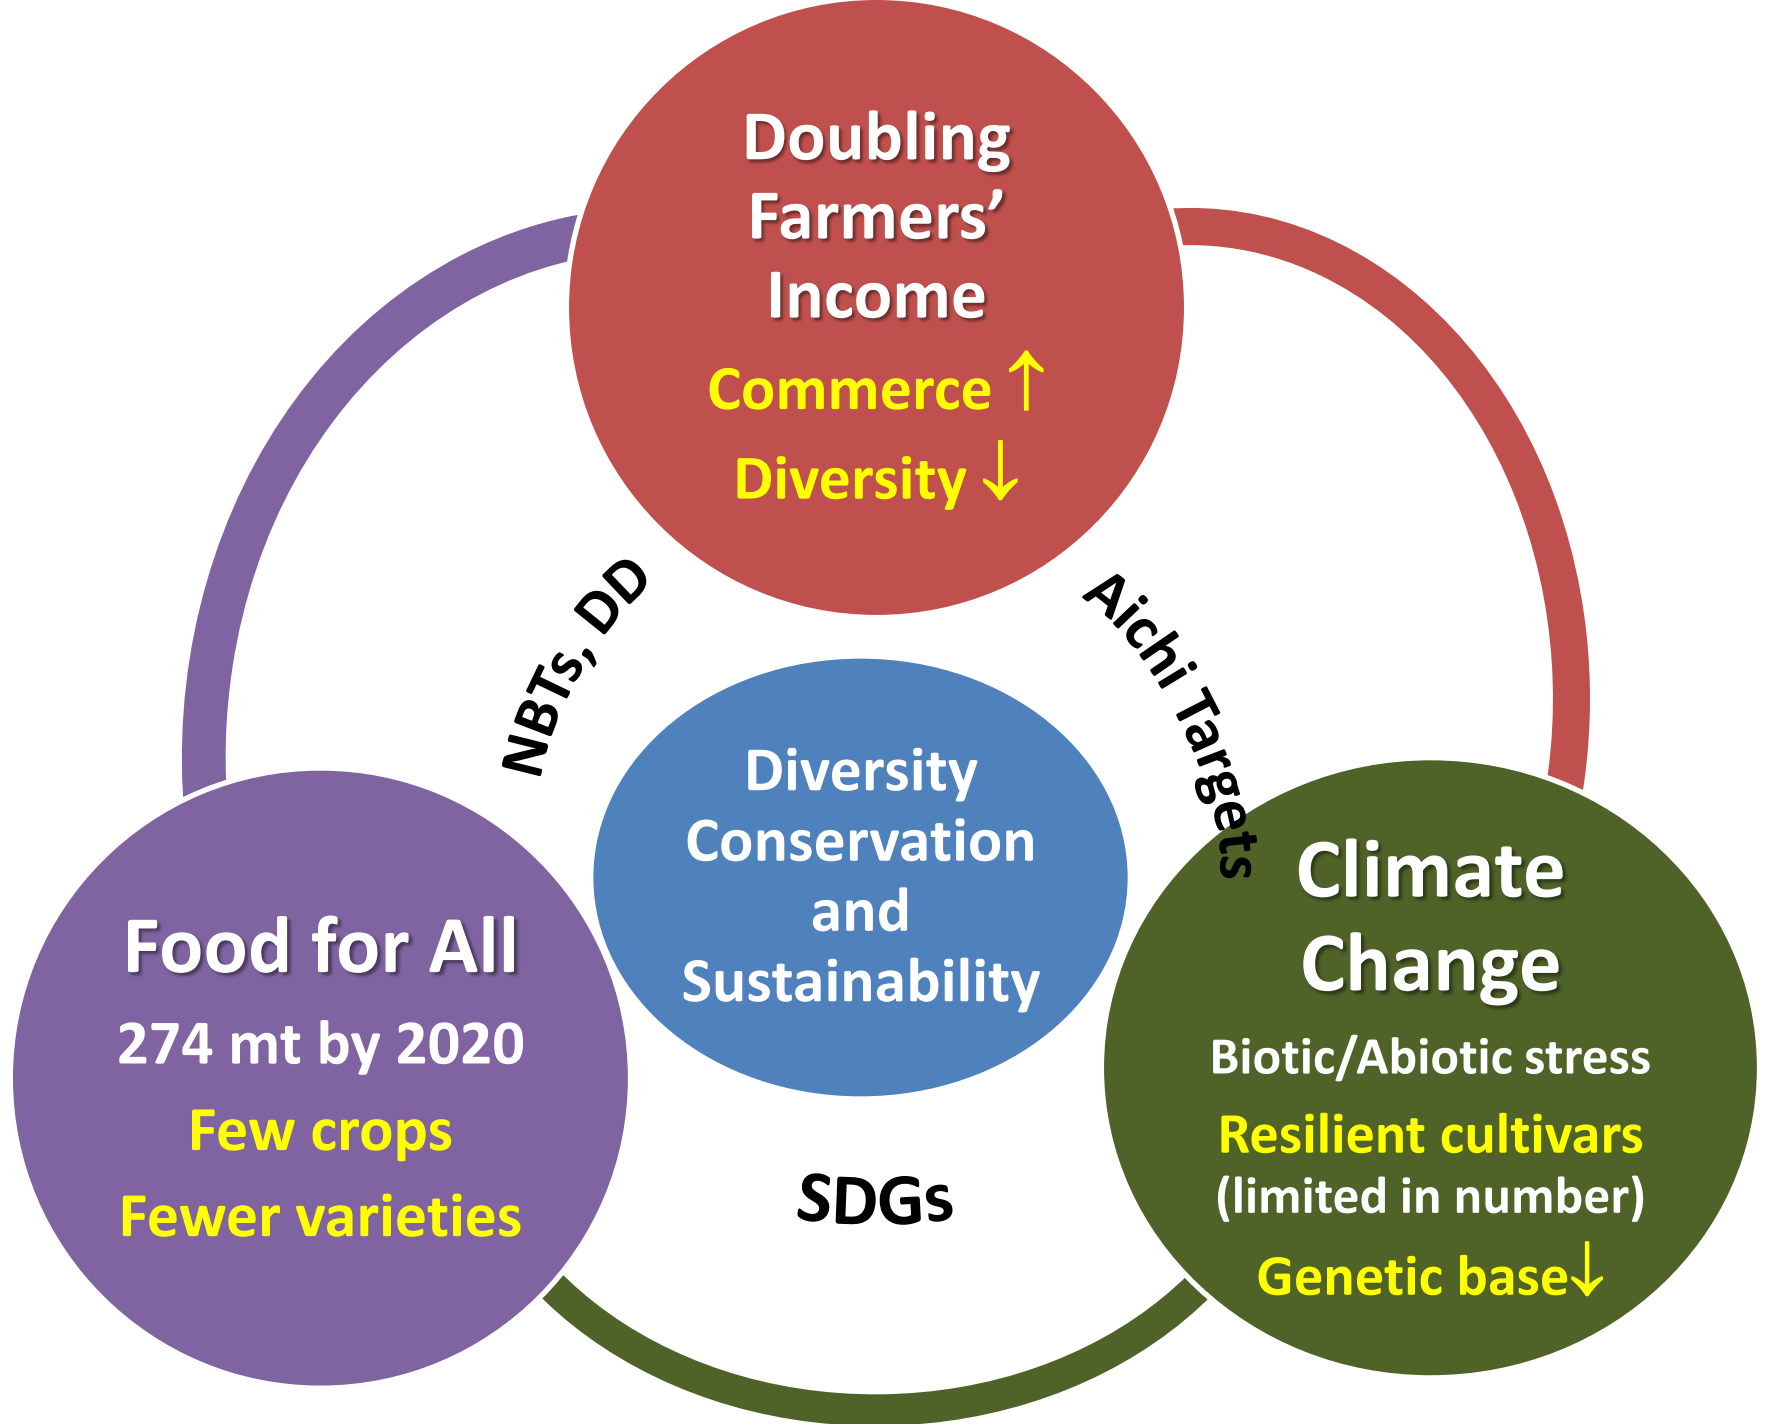 Doubling
Farmers’
Income
Commerce ↑
Diversity ↓
NBTs, DD
Aichi Targets
Diversity
Conservation
and
Sustainability
Food for All
274 mt by 2020
Few crops
Fewer varieties
Climate
Change
Biotic/Abiotic stress
Resilient cultivars
(limited in number)
Genetic base↓
SDGs